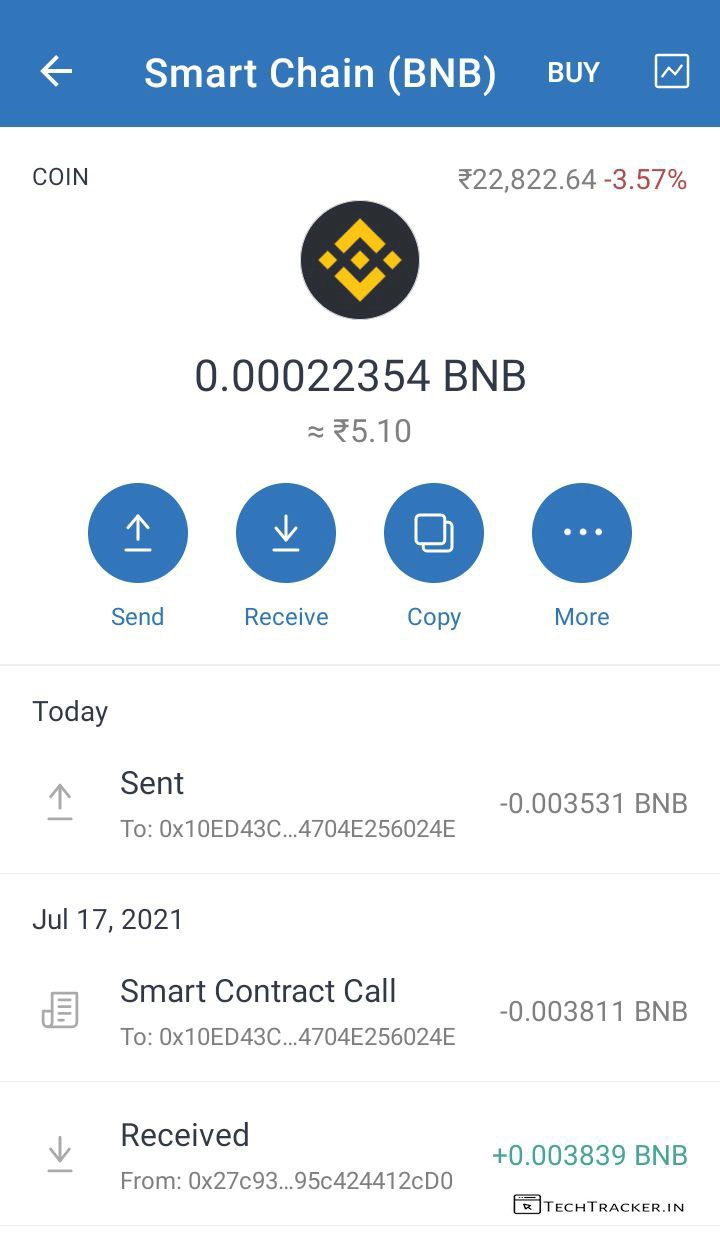 Smart Chain (BNB) BUY
COIN ₹22,822.64 -3.57%
0.00022354 BNB
≈ ₹5.10
Send Receive Copy More
Today
Sent
-0.003531 BNB
To: 0x10ED43C...4704E256024E
Jul 17, 2021
Smart Contract Call
-0.003811 BNB
To: 0x10ED43C...4704E256024E
Received
+0.003839 BNB
From: 0x27c93...95c424412cD0
TECHTRACKER.IN